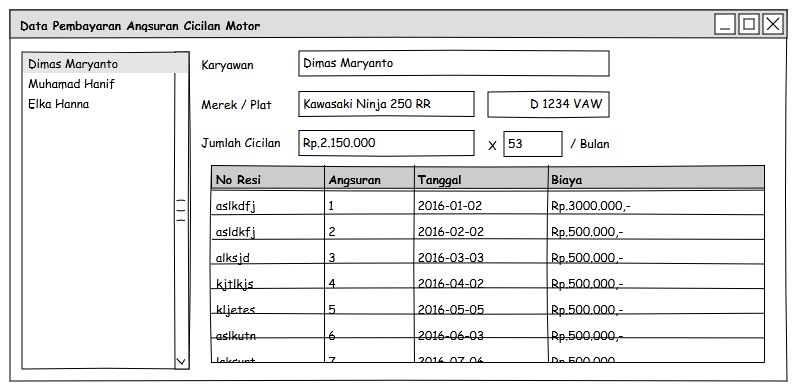 Data Pembayaran Angsuran Cicilan Motor
Dimas Maryanto
Muhamad Hanif
Elka Hanna
Karyawan Dimas Maryanto
Merek / Plat Kawasaki Ninja 250 RR D 1234 VAW
Jumlah Cicilan Rp.2.150.000 X 53 / Bulan
No Resi Angsuran Tanggal Biaya
aslkdfj 1 2016-01-02 Rp.3000.000,-
asldkfj 2 2016-02-02 Rp.500.000,-
alksjd 3 2016-03-03 Rp.500.000,-
kjtlkjs 4 2016-04-02 Rp.500.000,-
kljetes 5 2016-05-05 Rp.500.000,-
aslkutn 6 2016-06-03 Rp.500.000,-
7 2016-07-06 Rp.500.000